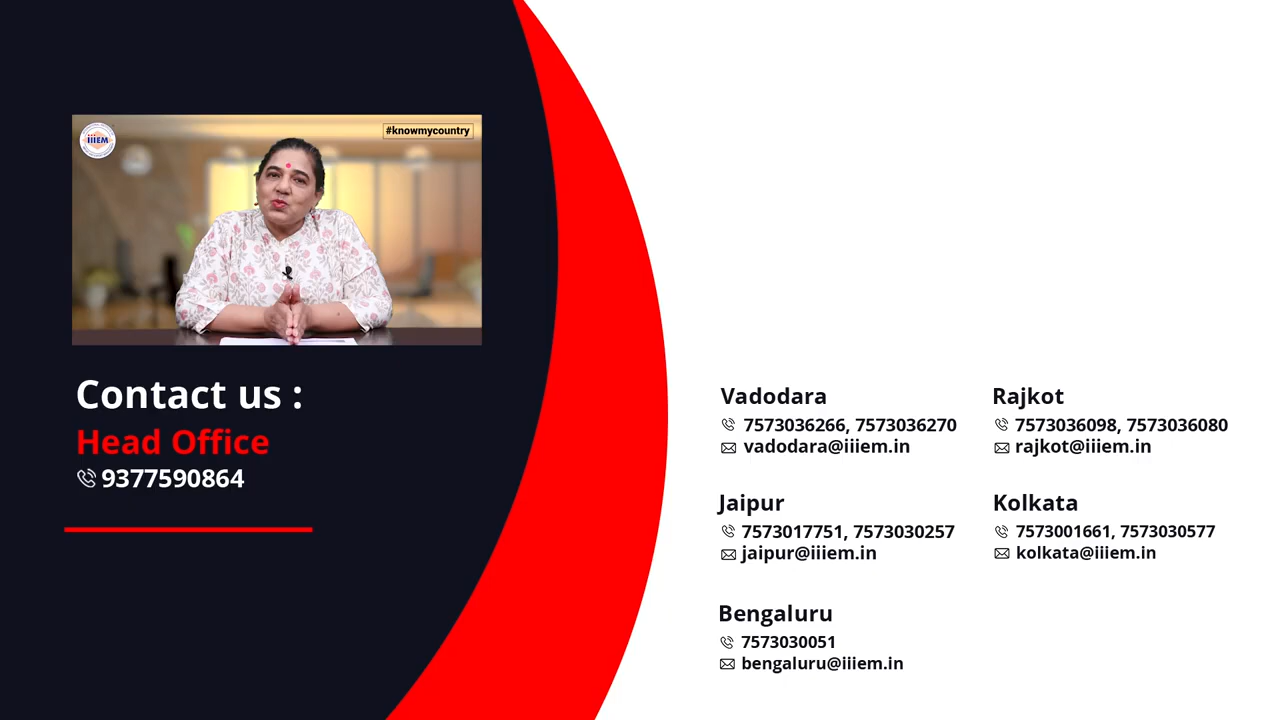 iiiEM
#knowmycountry
Contact us :
Head Office
9377590864
Vadodara
7573036266, 7573036270
vadodara@iiiem.in
Rajkot
7573036098, 7573036080
rajkot@iiiem.in
Jaipur
7573017751, 7573030257
jaipur@iiiem.in
Kolkata
7573001661, 7573030577
kolkata@iiiem.in
Bengaluru
7573030051
bengaluru@iiiem.in